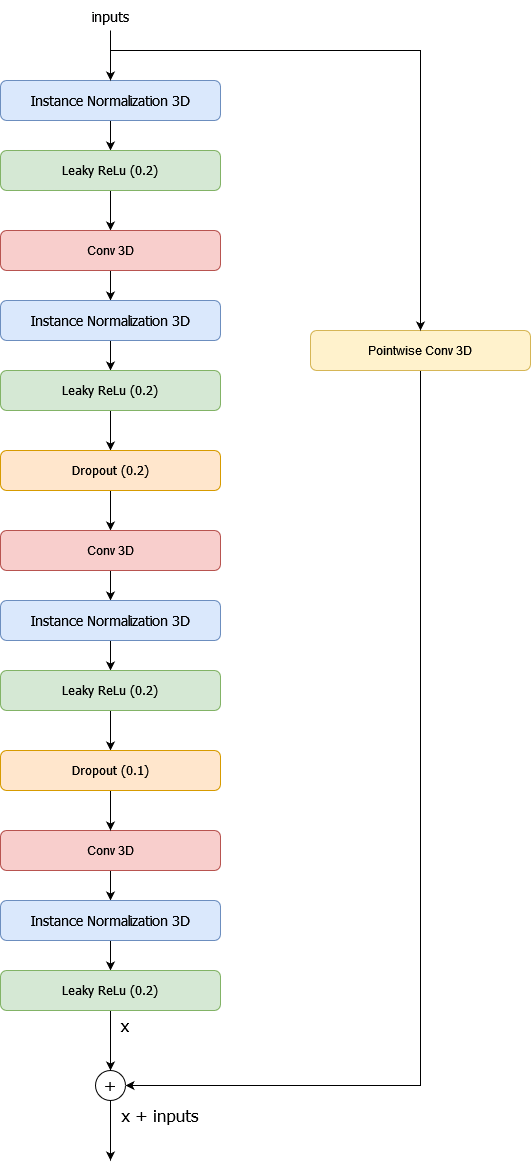 inputs
Instance Normalization 3D
Leaky ReLu (0.2)
Conv 3D
Instance Normalization 3D
Pointwise Conv 3D
Leaky ReLu (0.2)
Dropout (0.2)
Conv 3D
Instance Normalization 3D
Leaky ReLu (0.2)
Dropout (0.1)
Conv 3D
Instance Normalization 3D
Leaky ReLu (0.2)
x
+
x + inputs